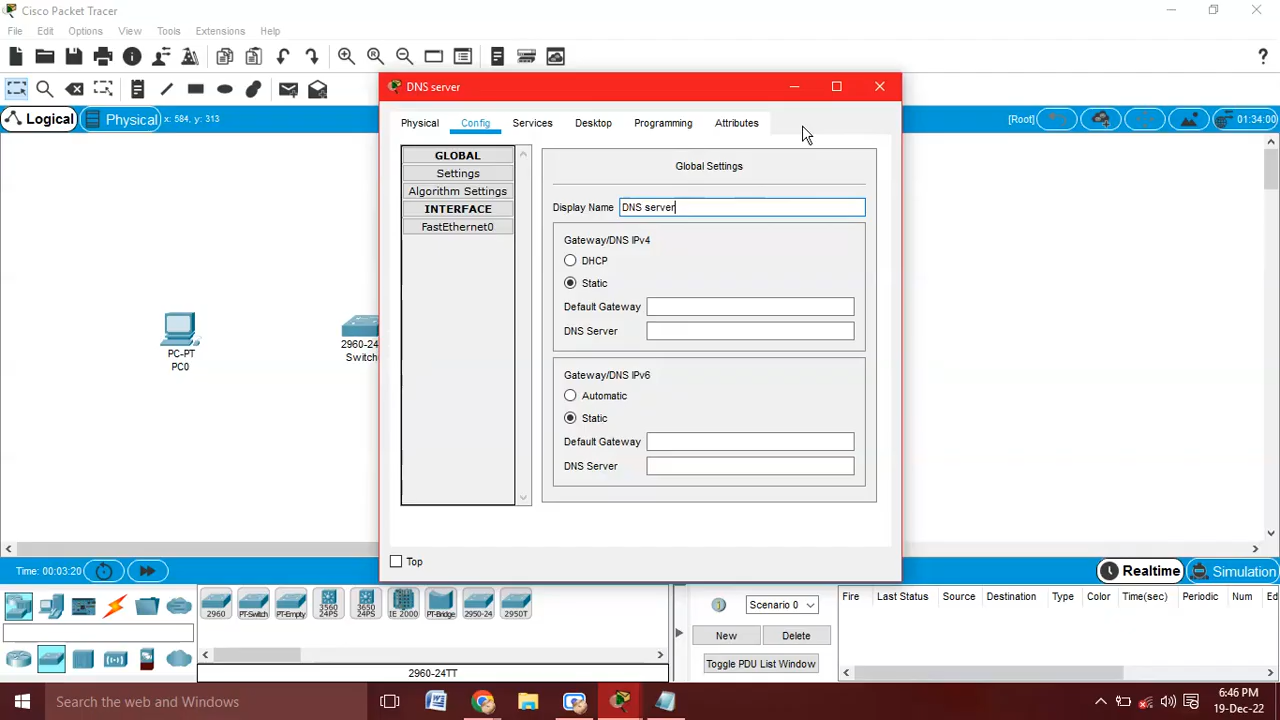 Cisco Packet Tracer
File Edit Options View Tools Extensions Help
DNS server
Logical Physical x: 584, y: 313 [Root] 01:34:00
Physical Config Services Desktop Programming Attributes
GLOBAL
Settings
Algorithm Settings
INTERFACE
FastEthernet0
Global Settings
Display Name DNS server
Gateway/DNS IPv4
DHCP
Static
Default Gateway
DNS Server
Gateway/DNS IPv6
Automatic
Static
Default Gateway
DNS Server
Top
PC-PT
PC0
2960-24
Switch
Time: 00:03:20 Realtime Simulation
2960 PT-Switch PT-Empty 3560 24PS 3650 24PS IE 2000 PT-Bridge 2950-24 2950T
2960-24TT
Scenario 0
New Delete
Toggle PDU List Window
Fire Last Status Source Destination Type Color Time(sec) Periodic Num Ed
Search the web and Windows
6:46 PM
19-Dec-22